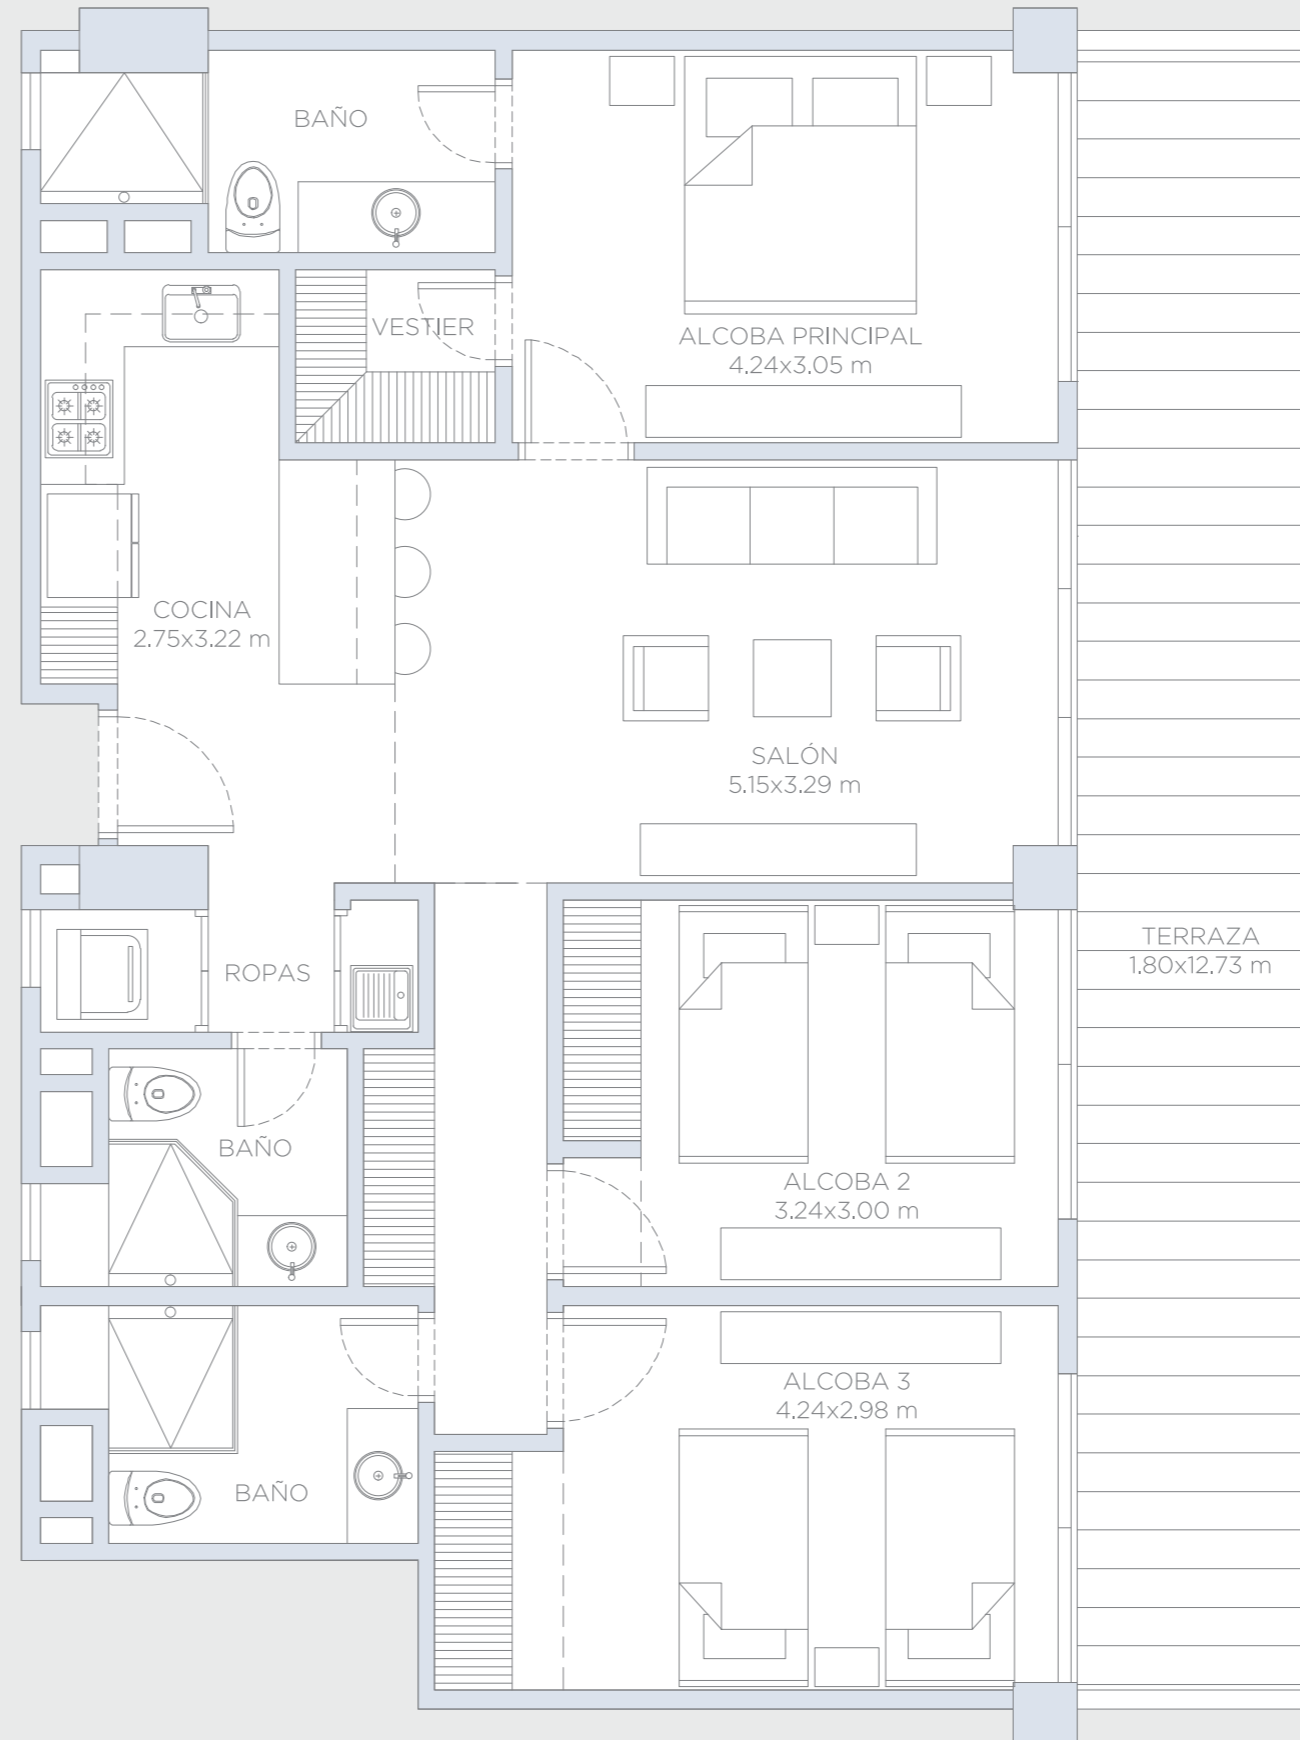 BAÑO
VESTIER
ALCOBA PRINCIPAL
4.24x3.05 m
COCINA
2.75x3.22 m
SALÓN
5.15x3.29 m
TERRAZA
1.80x12.73 m
ROPAS
BAÑO
ALCOBA 2
3.24x3.00 m
ALCOBA 3
4.24x2.98 m
BAÑO